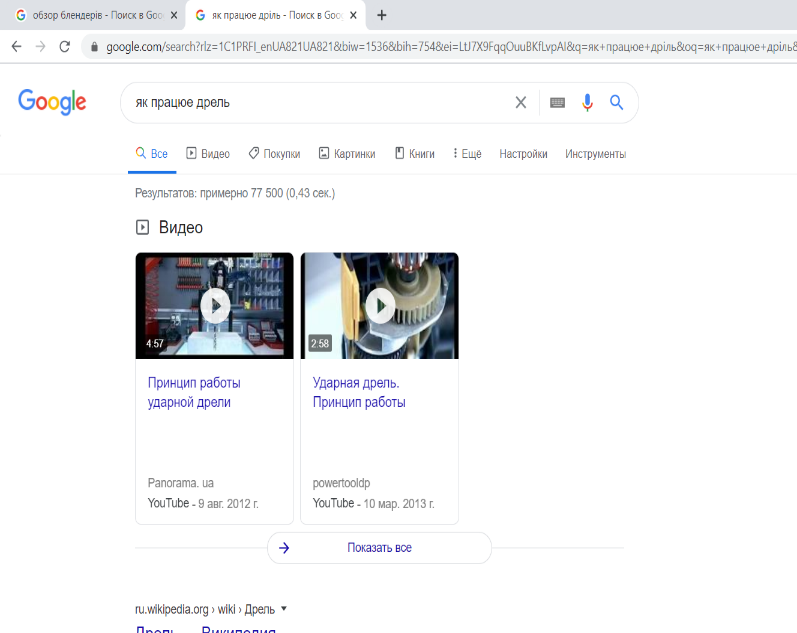 обзор блендерів - Поиск в Goo
як працює дріль - Поиск в Goo
google.com/search?rlz=1C1PRFI_enUA821UA821&biw=1536&bih=754&ei=LtJ7X9FqqOuuBKfLvpAI&q=як+працює+дріль&oq=як+працює+дріль&
Google
як працюе дрель
Все Видео Покупки Картинки Книги Ещё Настройки Инструменты
Результатов: примерно 77 500 (0,43 сек.)
Видео
4:57
2:58
Принцип работы
ударной дрели
Ударная дрель.
Принцип работы
Panorama. ua
YouTube - 9 авг. 2012 г.
powertooldp
YouTube - 10 мар. 2013 г.
Показать все
ru.wikipedia.org › wiki › Дрель
Дрель — Википедия